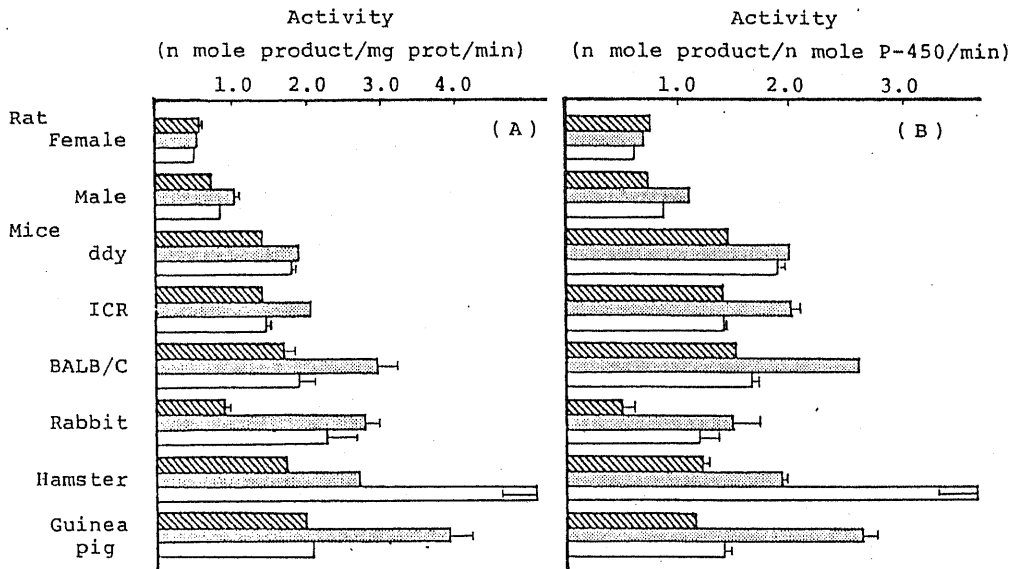 Activity
(n mole product/mg prot/min)
1.0 2.0 3.0 4.0
(A)
Activity
(n mole product/n mole P-450/min)
1.0 2.0 3.0
(B)
Rat
Female
Male
Mice
ddy
ICR
BALB/C
Rabbit
Hamster
Guinea
pig